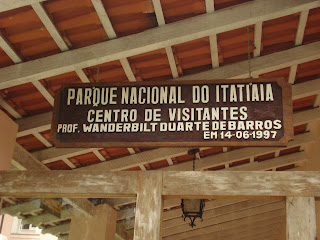 PARQUE NACIONAL DO ITATIAIA
CENTRO DE VISITANTES
PROF. WANDERBILT DUARTE DE BARROS
EM 14-06-1997